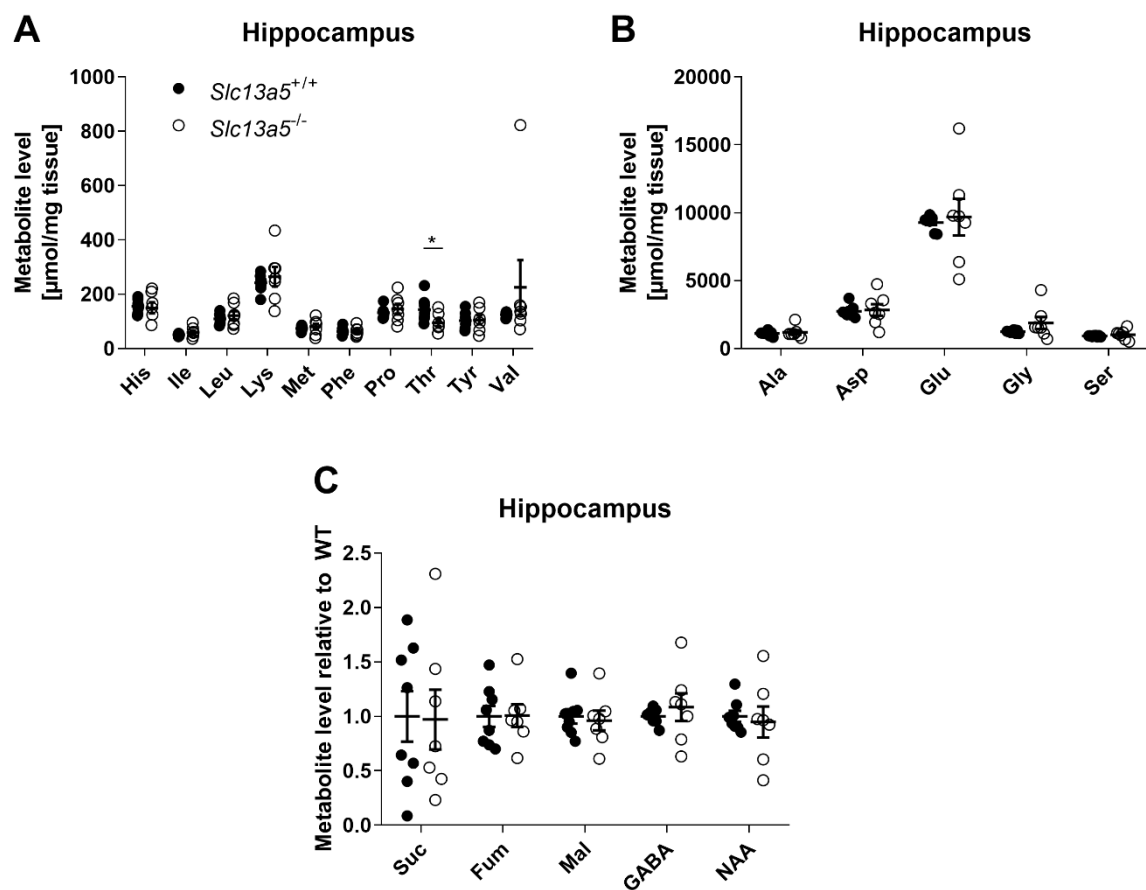 A
Hippocampus
Metabolite level
[µmol/mg tissue]
1000
800
600
400
200
0
Slc13a5+/+
Slc13a5-/-
*
His
Ile
Leu
Lys
Met
Phe
Pro
Thr
Tyr
Val
B
Hippocampus
Metabolite level
[µmol/mg tissue]
20000
15000
10000
5000
0
Ala
Asp
Glu
Gly
Ser
C
Hippocampus
Metabolite level relative to WT
2.5
2.0
1.5
1.0
0.5
0.0
Suc
Fum
Mal
GABA
NAA